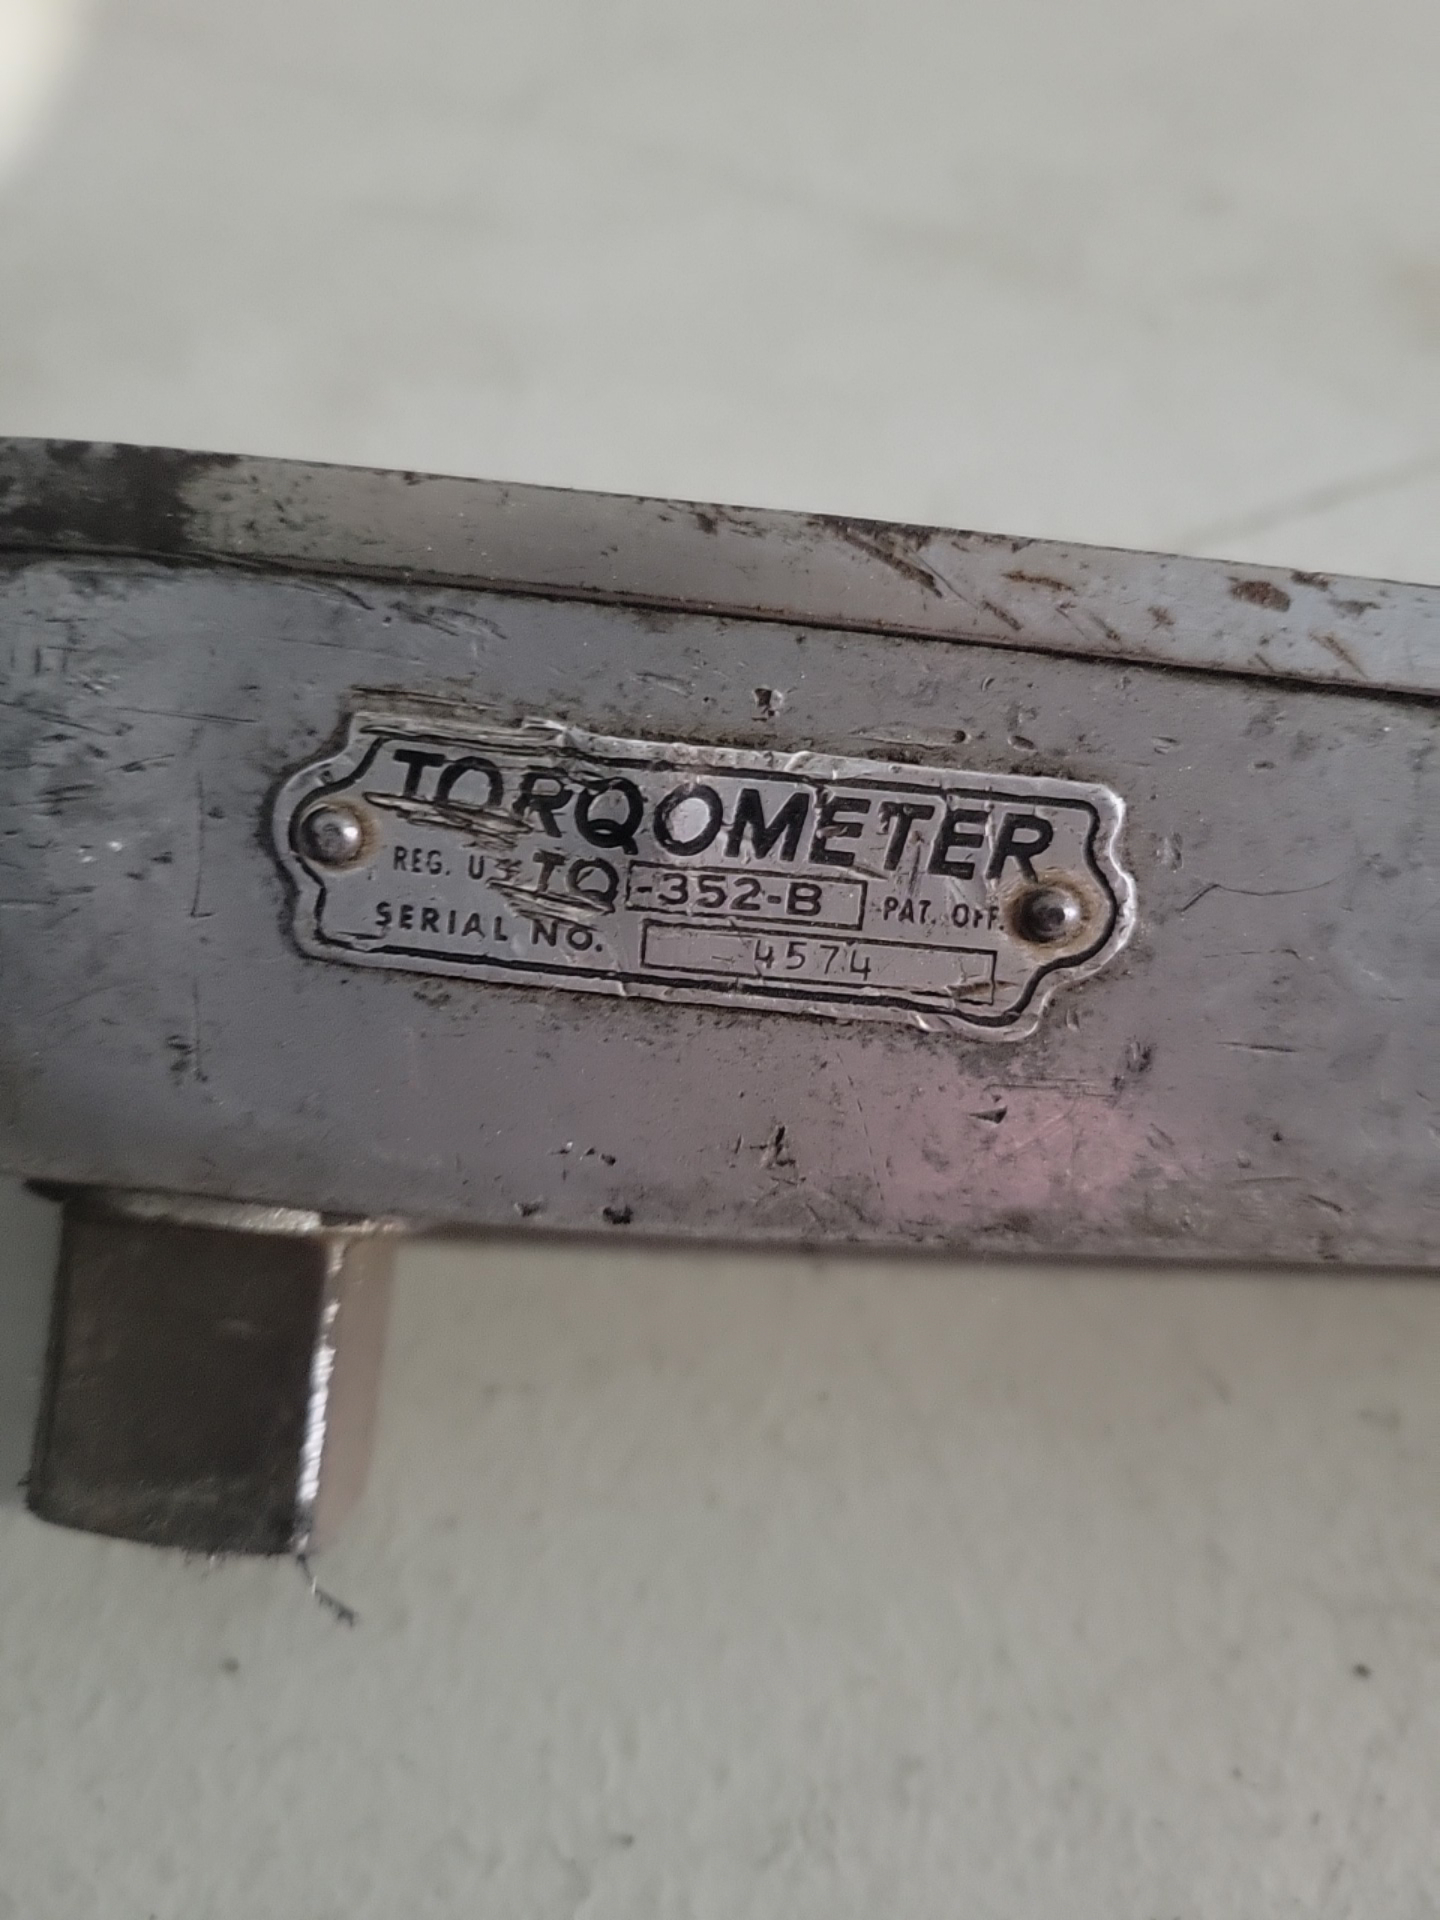 TORQOMETER
REG. U.S. TQ -352-B PAT. OFF.
SERIAL NO. 4574